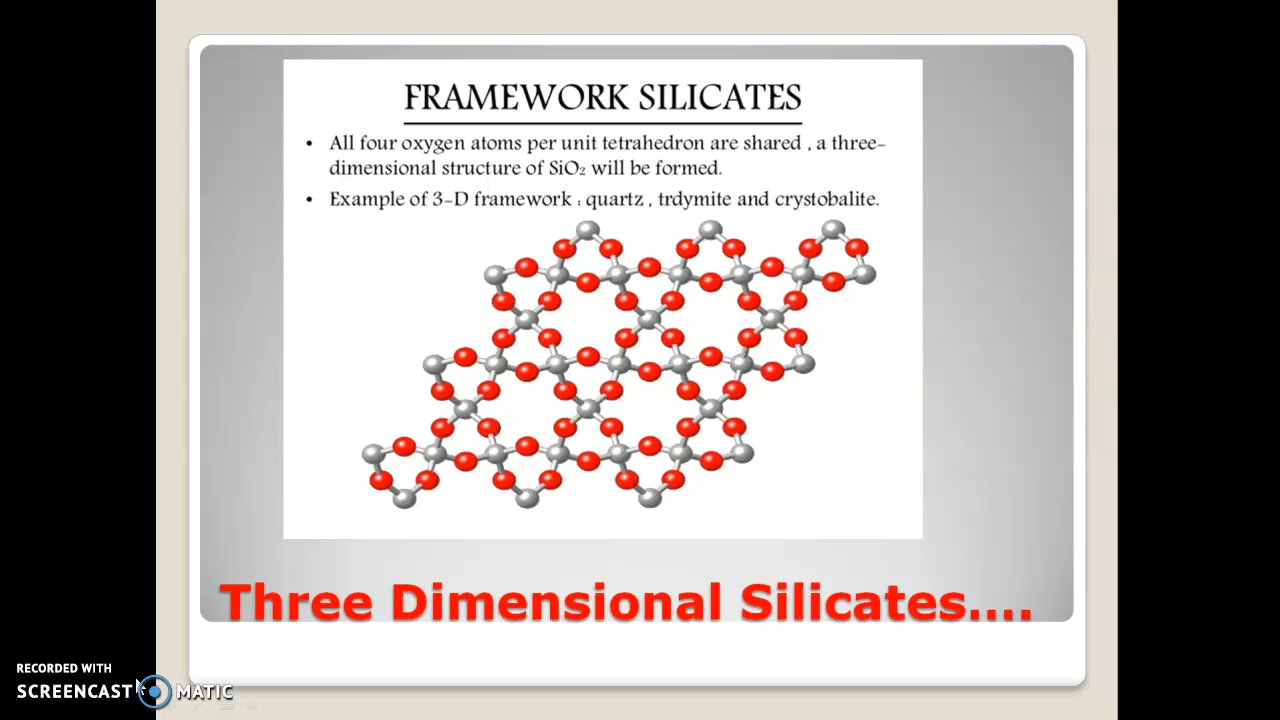 FRAMEWORK SILICATES
• All four oxygen atoms per unit tetrahedron are shared , a three-
dimensional structure of SiO₂ will be formed.
• Example of 3-D framework : quartz , trdymite and crystobalite.
Three Dimensional Silicates....
RECORDED WITH
SCREENCAST MATIC